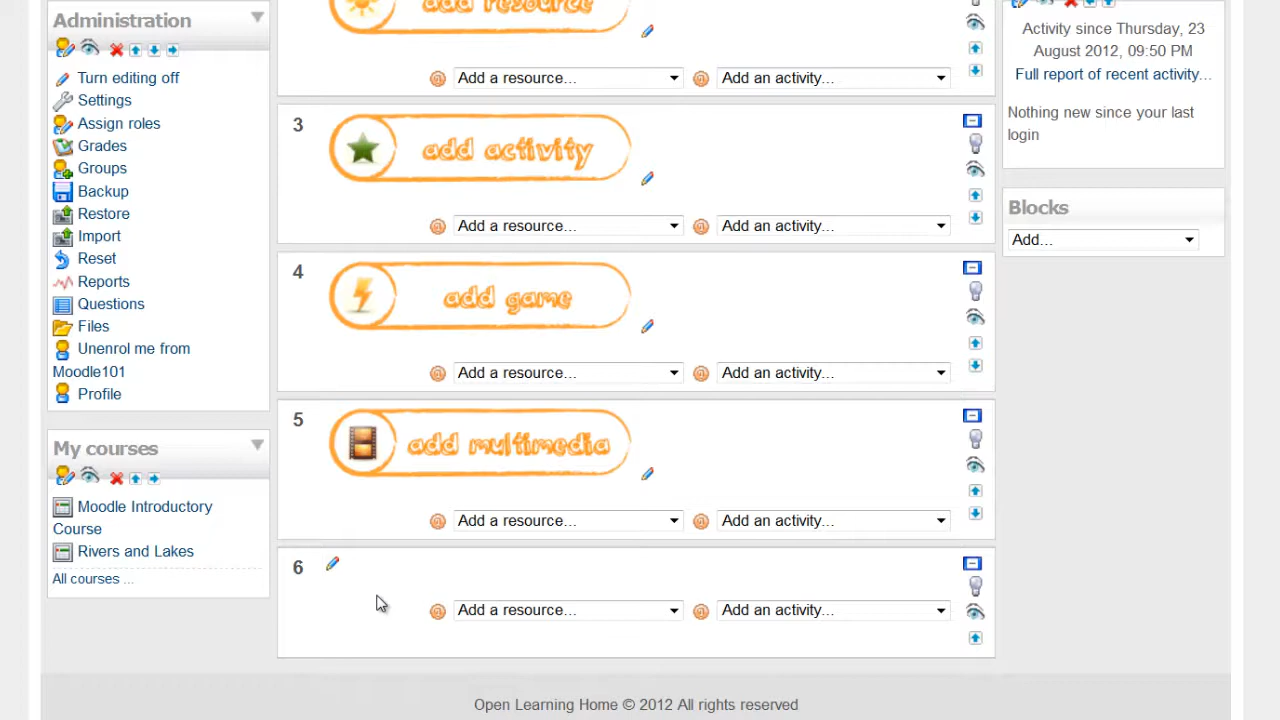 Administration
Turn editing off
Settings
Assign roles
Grades
Groups
Backup
Restore
Import
Reset
Reports
Questions
Files
Unenrol me from
Moodle101
Profile
My courses
Moodle Introductory
Course
Rivers and Lakes
All courses ...
add resource
Add a resource... Add an activity...
3 add activity
Add a resource... Add an activity...
4 add game
Add a resource... Add an activity...
5 add multimedia
Add a resource... Add an activity...
6
Add a resource... Add an activity...
Activity since Thursday, 23
August 2012, 09:50 PM
Full report of recent activity...
Nothing new since your last
login
Blocks
Add...
Open Learning Home © 2012 All rights reserved